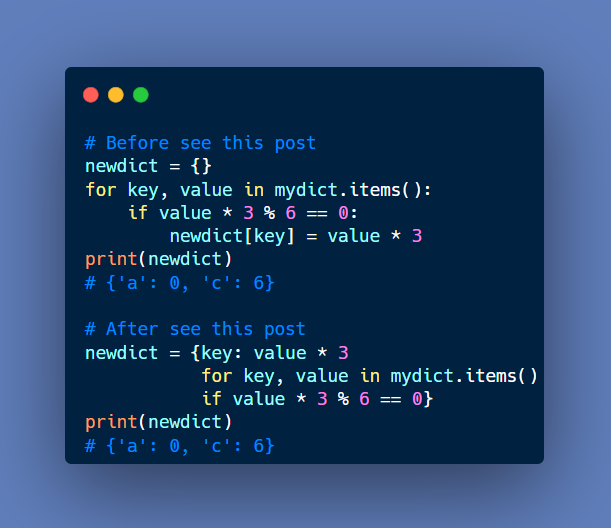 # Before see this post
newdict = {}
for key, value in mydict.items():
    if value * 3 % 6 == 0:
        newdict[key] = value * 3
print(newdict)
# {'a': 0, 'c': 6}

# After see this post
newdict = {key: value * 3
           for key, value in mydict.items()
           if value * 3 % 6 == 0}
print(newdict)
# {'a': 0, 'c': 6}